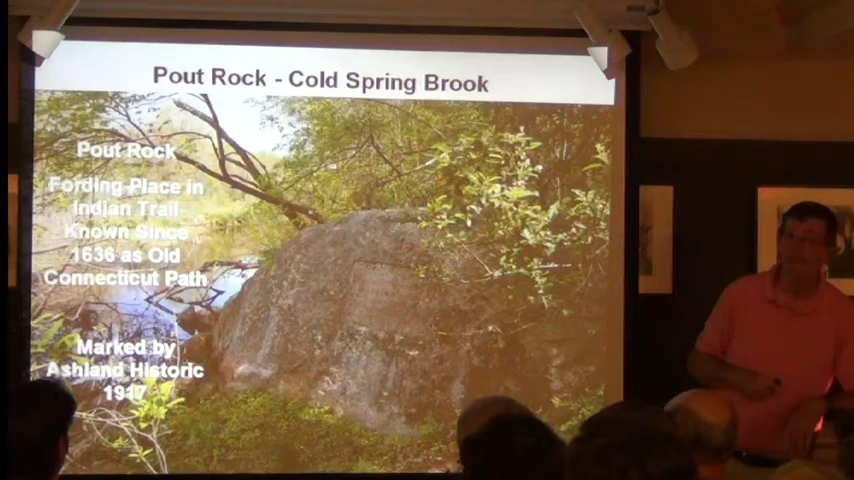 Pout Rock - Cold Spring Brook
Pout Rock
Fording Place in
Indian Trail
Known Since
1636 as Old
Connecticut Path
Marked by
Ashland Historic
1917